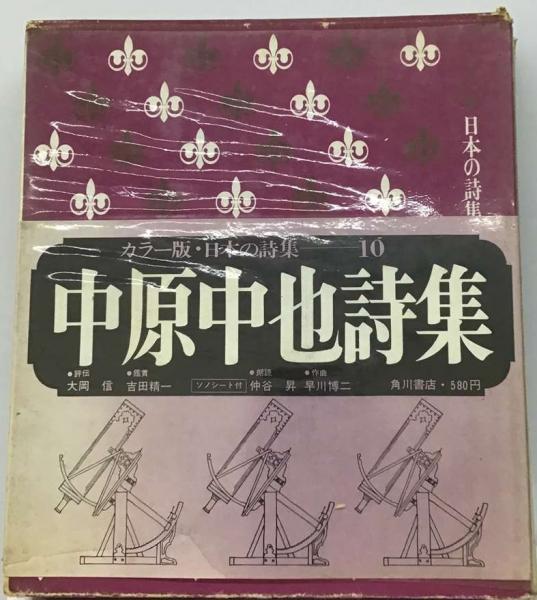 日本の詩集
カラー版・日本の詩集 10
中原中也詩集
●評伝 ●鑑賞 ●朗読 ●作曲
大岡 信 吉田精一 ソノシート付 仲谷 昇 早川博二 角川書店・580円